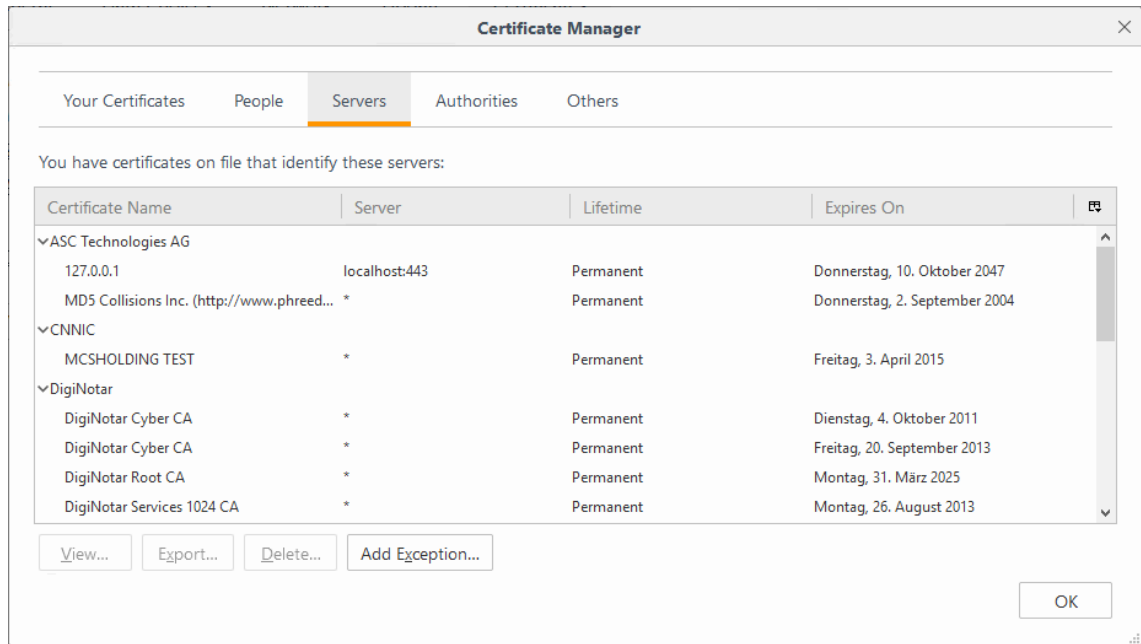 Certificate Manager
Your Certificates People Servers Authorities Others
You have certificates on file that identify these servers:
Certificate Name Server Lifetime Expires On
ASC Technologies AG
127.0.0.1 localhost:443 Permanent Donnerstag, 10. Oktober 2047
MD5 Collisions Inc. (http://www.phreed... * Permanent Donnerstag, 2. September 2004
CNNIC
MCSHOLDING TEST * Permanent Freitag, 3. April 2015
DigiNotar
DigiNotar Cyber CA * Permanent Dienstag, 4. Oktober 2011
DigiNotar Cyber CA * Permanent Freitag, 20. September 2013
DigiNotar Root CA * Permanent Montag, 31. März 2025
DigiNotar Services 1024 CA * Permanent Montag, 26. August 2013
View... Export... Delete... Add Exception...
OK